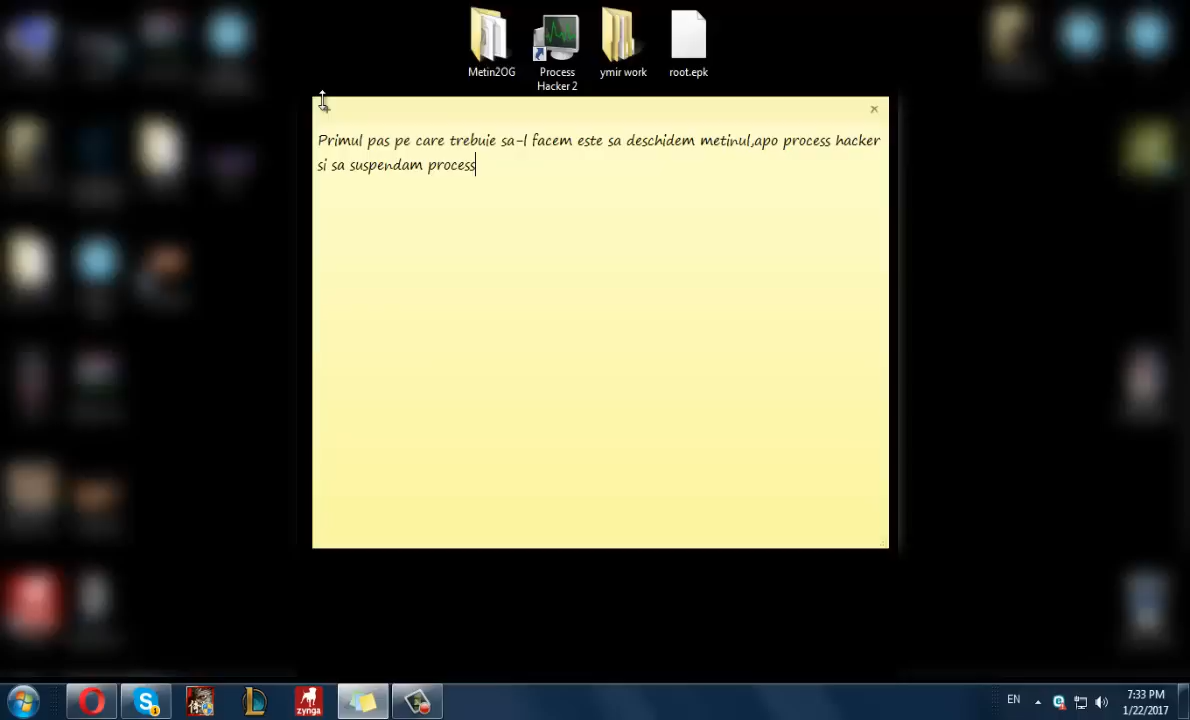 Metin2OG
Process
Hacker 2
ymir work
root.epk
Primul pas pe care trebuie sa-l facem este sa deschidem metinul,apo process hacker
si sa suspendam process
zynga
EN
7:33 PM
1/22/2017